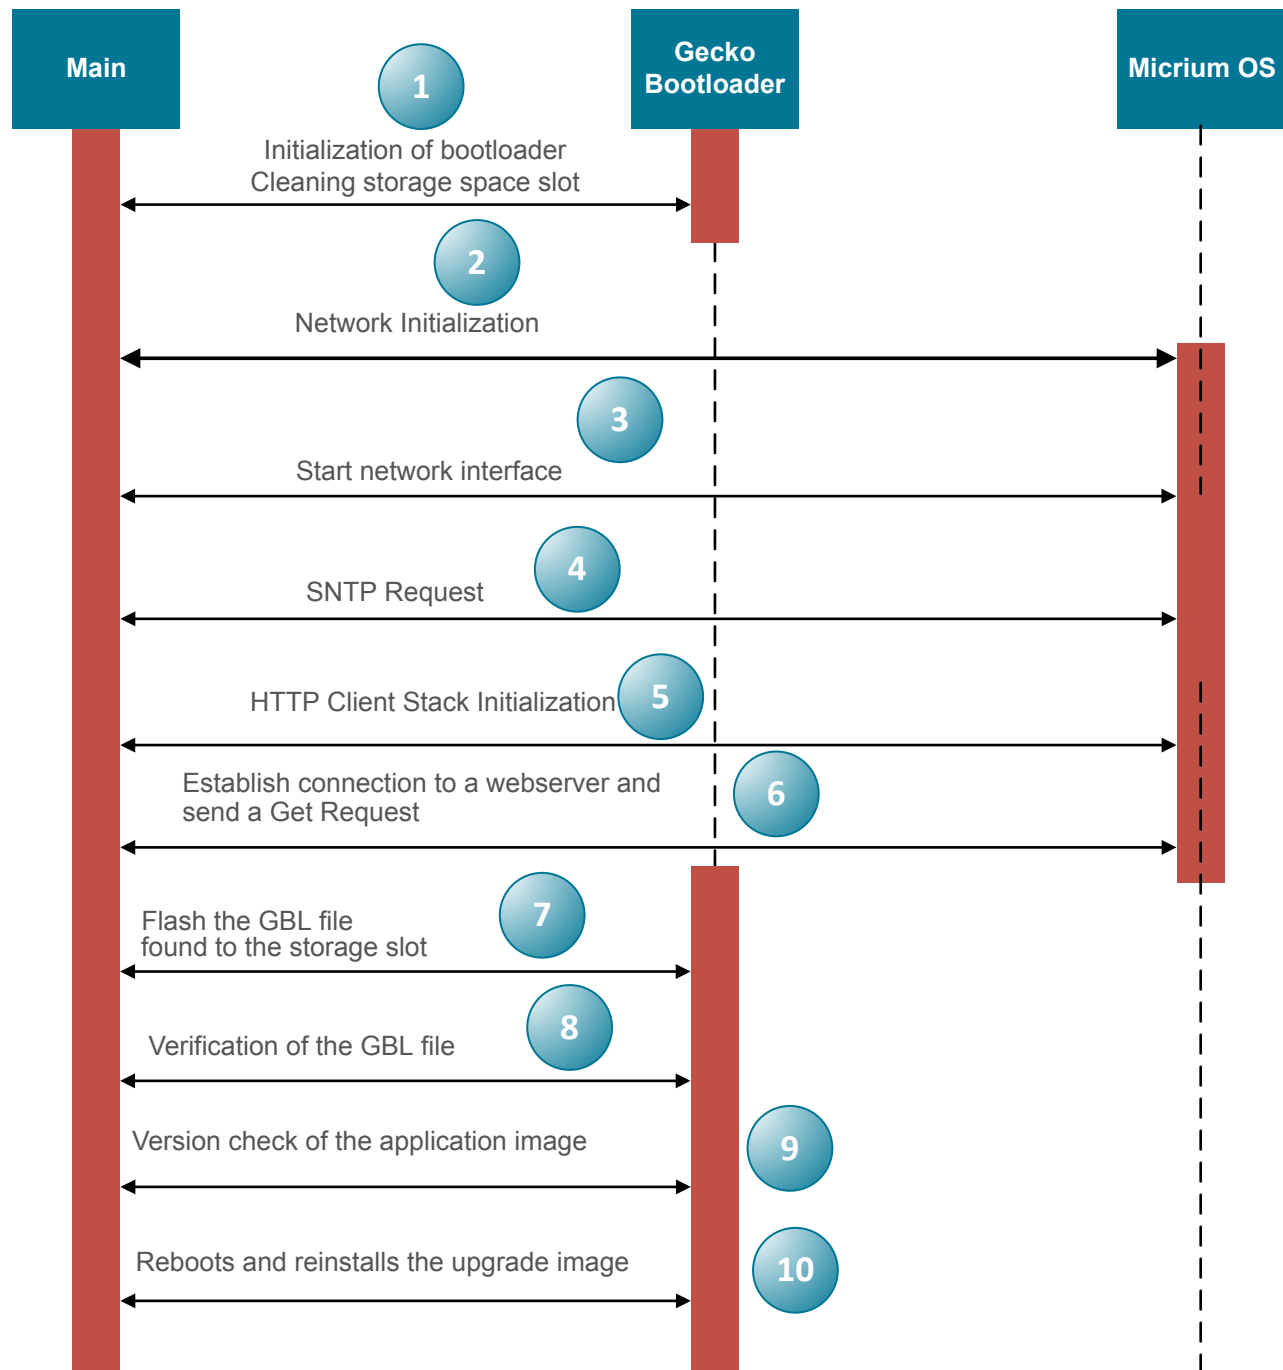 Main
Gecko
Bootloader
Micrium OS
1
Initialization of bootloader
Cleaning storage space slot
2
Network Initialization
3
Start network interface
4
SNTP Request
5
HTTP Client Stack Initialization
6
Establish connection to a webserver and
send a Get Request
7
Flash the GBL file
found to the storage slot
8
Verification of the GBL file
9
Version check of the application image
10
Reboots and reinstalls the upgrade image